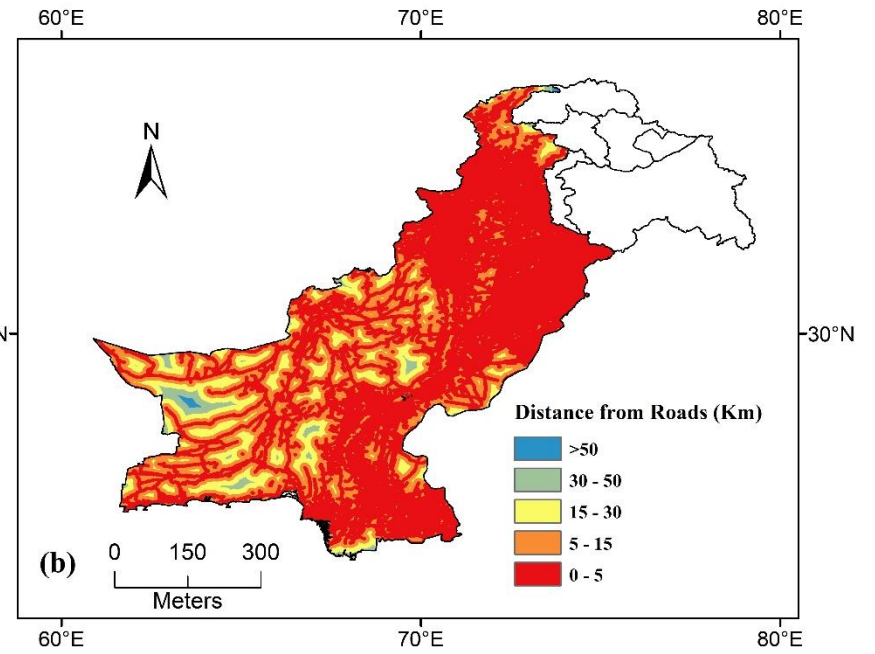 60°E 70°E 80°E
N
N 30°N
Distance from Roads (Km)
>50
30 - 50
15 - 30
5 - 15
0 - 5
(b)
0 150 300
Meters
60°E 70°E 80°E